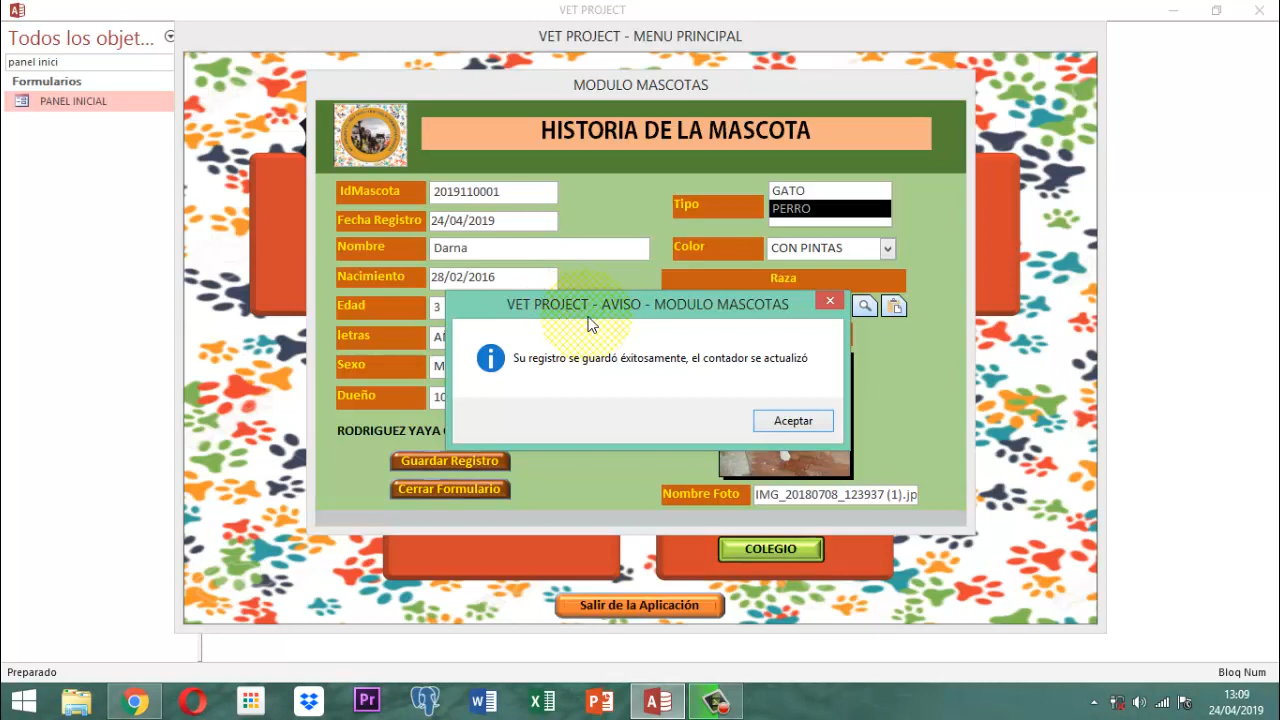 VET PROJECT
Todos los objet...
panel inici
Formularios
PANEL INICIAL
VET PROJECT - MENU PRINCIPAL
MODULO MASCOTAS
HISTORIA DE LA MASCOTA
IdMascota 2019110001
Fecha Registro 24/04/2019
Nombre Darna
Nacimiento 28/02/2016
Edad 3
letras
Sexo M
Dueño 10
RODRIGUEZ YAYA
Tipo
GATO
PERRO
Color CON PINTAS
Raza
VET PROJECT - AVISO - MODULO MASCOTAS
Su registro se guardó éxitosamente, el contador se actualizó
Aceptar
Guardar Registro
Cerrar Formulario
Nombre Foto IMG_20180708_123937 (1).jp
COLEGIO
Salir de la Aplicación
Preparado
Bloq Num
Pr
13:09
24/04/2019